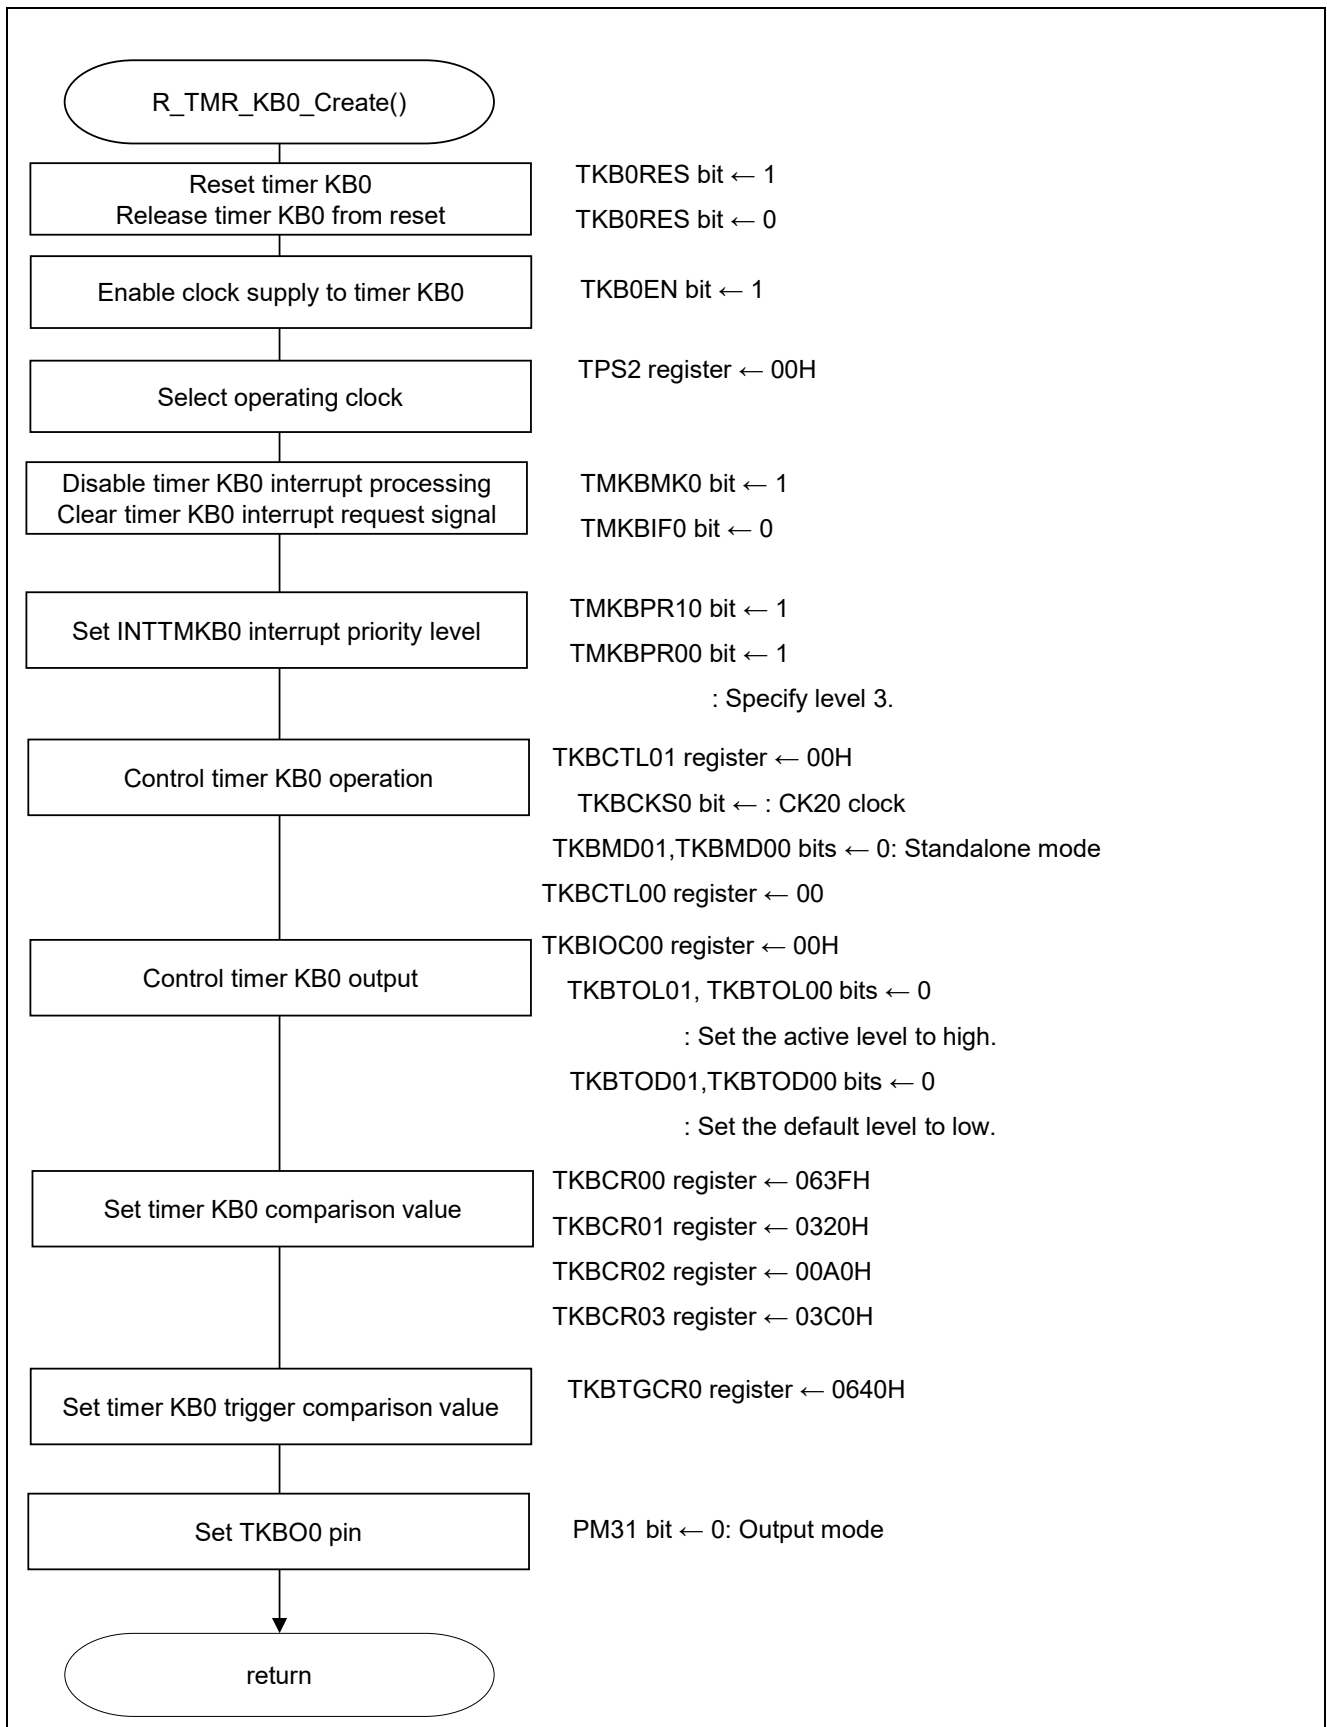 R_TMR_KB0_Create()
Reset timer KB0
Release timer KB0 from reset
TKB0RES bit ← 1
TKB0RES bit ← 0
Enable clock supply to timer KB0
TKB0EN bit ← 1
Select operating clock
TPS2 register ← 00H
Disable timer KB0 interrupt processing
Clear timer KB0 interrupt request signal
TMKBMK0 bit ← 1
TMKBIF0 bit ← 0
Set INTTMKB0 interrupt priority level
TMKBPR10 bit ← 1
TMKBPR00 bit ← 1
: Specify level 3.
Control timer KB0 operation
TKBCTL01 register ← 00H
TKBCKS0 bit ← : CK20 clock
TKBMD01,TKBMD00 bits ← 0: Standalone mode
TKBCTL00 register ← 00
Control timer KB0 output
TKBIOC00 register ← 00H
TKBTOL01, TKBTOL00 bits ← 0
: Set the active level to high.
TKBTOD01,TKBTOD00 bits ← 0
: Set the default level to low.
Set timer KB0 comparison value
TKBCR00 register ← 063FH
TKBCR01 register ← 0320H
TKBCR02 register ← 00A0H
TKBCR03 register ← 03C0H
Set timer KB0 trigger comparison value
TKBTGCR0 register ← 0640H
Set TKBO0 pin
PM31 bit ← 0: Output mode
return